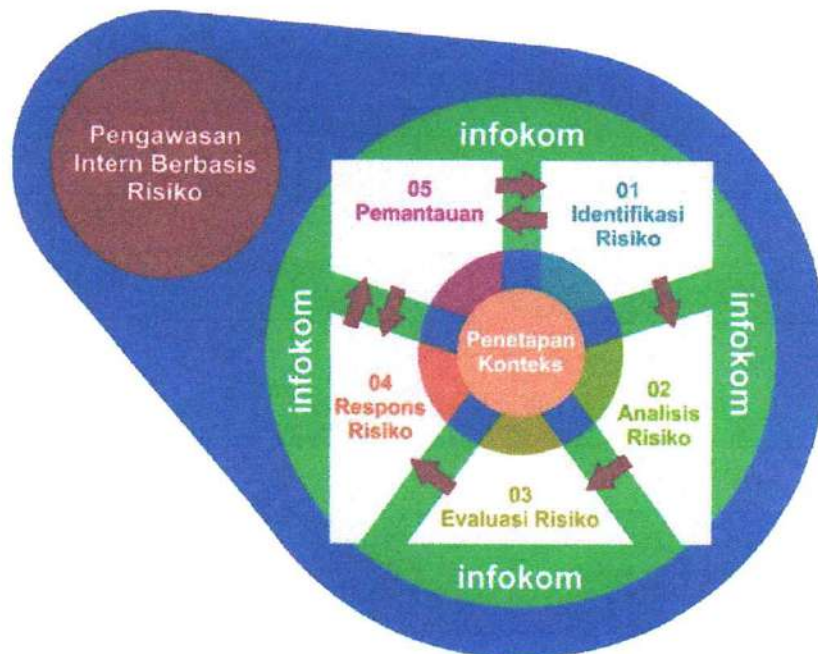 Pengawasan
Intern Berbasis
Risiko
infokom
05
Pemantauan
01
Identifikasi
Risiko
infokom
infokom
Penetapan
Konteks
04
Respons
Risiko
02
Analisis
Risiko
03
Evaluasi Risiko
infokom